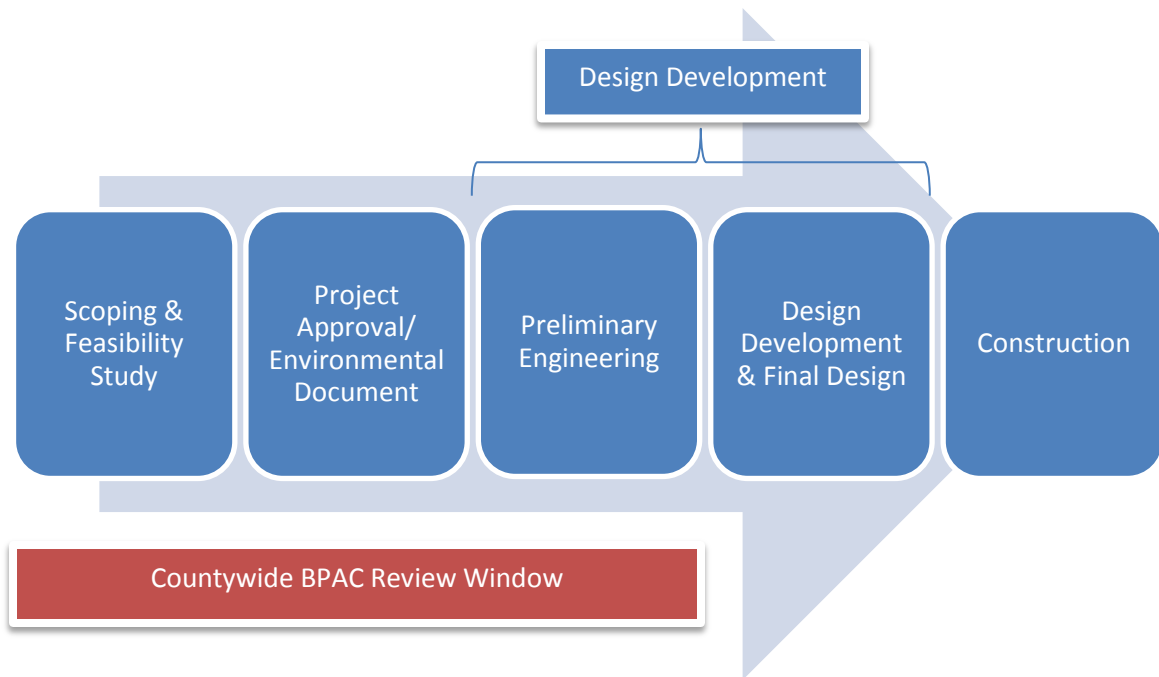 Design Development
Scoping &
Feasibility
Study
Project
Approval/
Environmental
Document
Preliminary
Engineering
Design
Development
& Final Design
Construction
Countywide BPAC Review Window